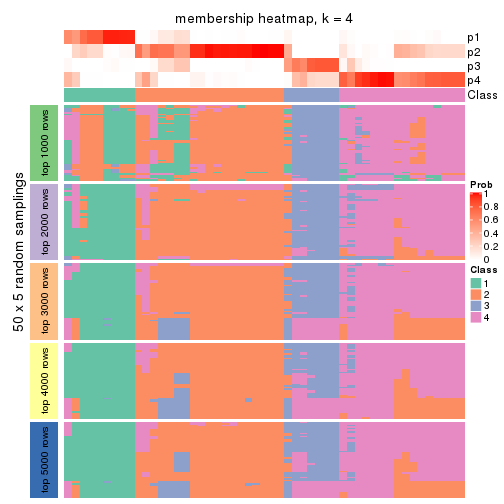 membership heatmap, k = 4
p1
p2
p3
p4
Class
50 x 5 random samplings
top 1000 rows
top 2000 rows
top 3000 rows
top 4000 rows
top 5000 rows
Prob
1
0.8
0.6
0.4
0.2
0
Class
1
2
3
4